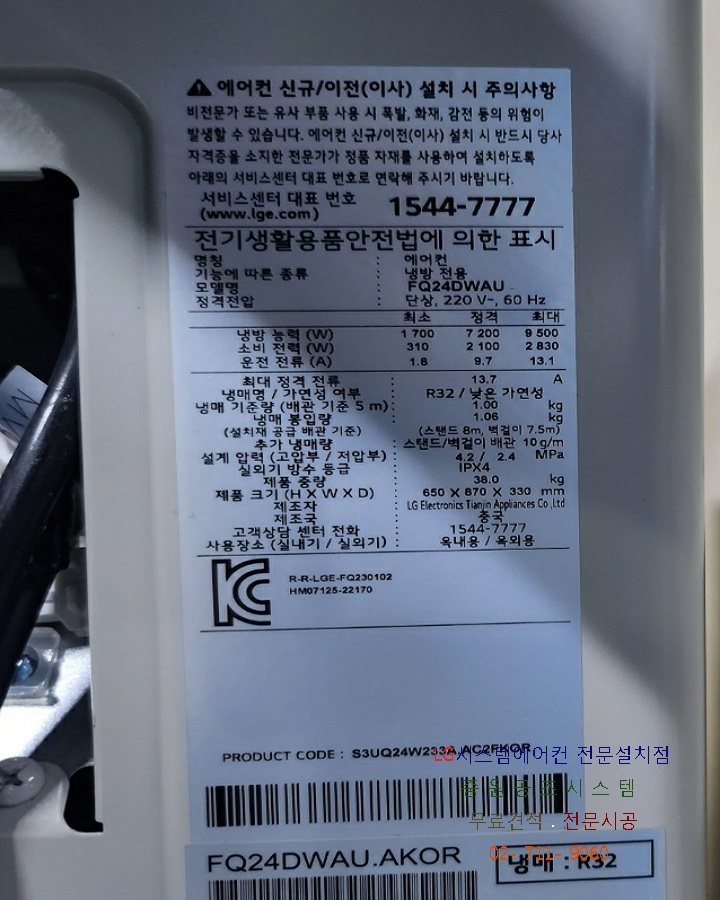 ⚠ 에어컨 신규/이전(이사) 설치 시 주의사항
비전문가 또는 유사 부품 사용 시 폭발, 화재, 감전 등의 위험이
발생할 수 있습니다. 에어컨 신규/이전(이사) 설치 시 반드시 당사
자격증을 소지한 전문가가 정품 자재를 사용하여 설치하도록
아래의 서비스센터 대표 번호로 연락해 주시기 바랍니다.
서비스센터 대표 번호 1544-7777
(www.lge.com)
전기생활용품안전법에 의한 표시
명칭 : 에어컨
기능에 따른 종류 : 냉방 전용
모델명 : FQ24DWAU
정격전압 : 단상, 220 V~, 60 Hz
최소 정격 최대
냉방 능력 (W) 1 700 7 200 9 500
소비 전력 (W) 310 2 100 2 830
운전 전류 (A) 1.8 9.7 13.1
최대 정격 전류 : 13.7 A
냉매명 / 가연성 여부 : R32 / 낮은 가연성
냉매 기준량 (배관 기준 5 m) : 1.00 kg
냉매 봉입량 : 1.06 kg
(설치재 공급 배관 기준) (스탠드 8m, 벽걸이 7.5m)
추가 냉매량 : 스탠드/벽걸이 배관 10 g/m
설계 압력 (고압부 / 저압부) : 4.2 / 2.4 MPa
실외기 방수 등급 : IPX4
제품 중량 : 38.0 kg
제품 크기 (H X W X D) : 650 X 870 X 330 mm
제조자 : LG Electronics Tianjin Appliances Co.,Ltd
제조국 : 중국
고객상담 센터 전화 : 1544-7777
사용장소 (실내기 / 실외기) : 옥내용 / 옥외용
R-R-LGE-FQ230102
HM07125-22170
PRODUCT CODE : S3UQ24W233A.AC2FKOR
LG시스템에어컨 전문설치점
중원공조시스템
무료견적 . 전문시공
02-711-9060
FQ24DWAU.AKOR
냉매 : R32